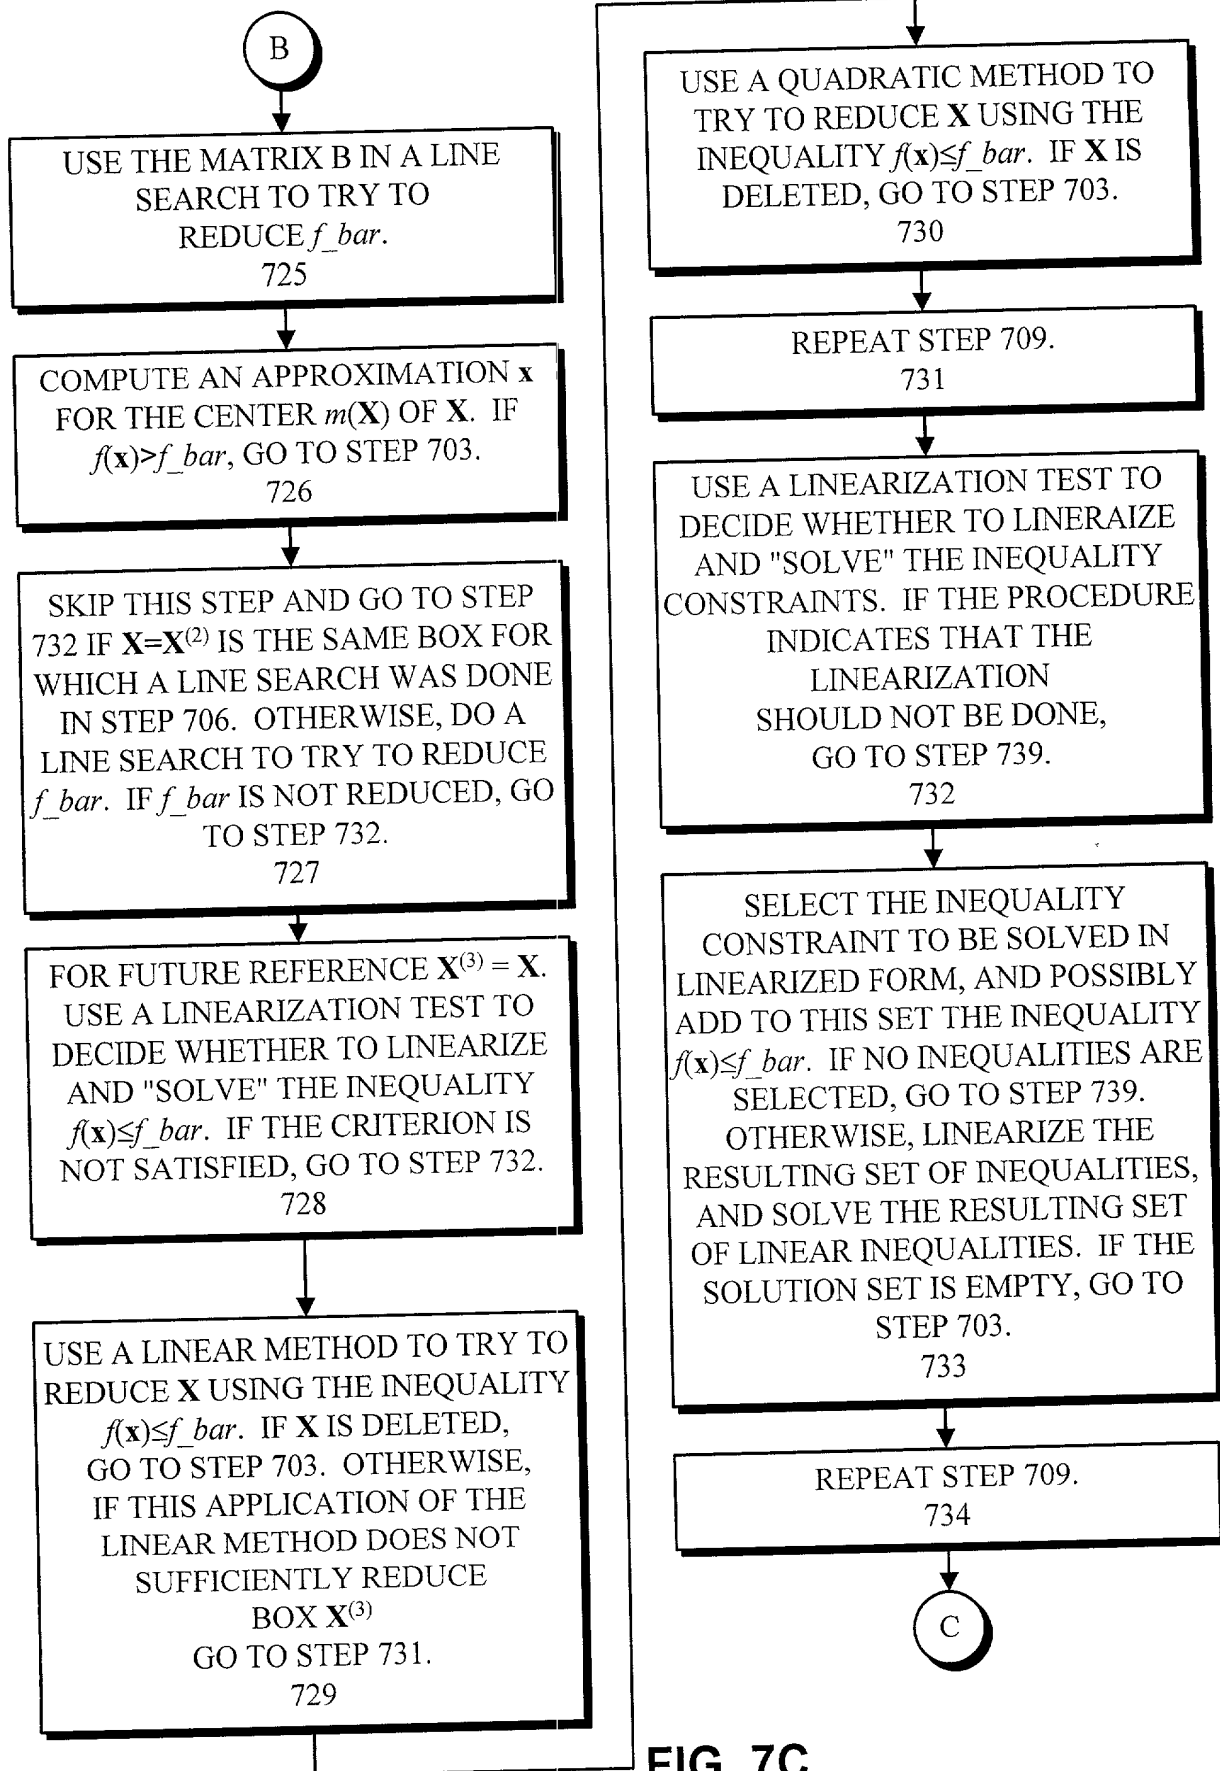 B
USE THE MATRIX B IN A LINE
SEARCH TO TRY TO
REDUCE f_bar.
725
COMPUTE AN APPROXIMATION x
FOR THE CENTER m(X) OF X. IF
f(x)>f_bar, GO TO STEP 703.
726
SKIP THIS STEP AND GO TO STEP
732 IF X=X(2) IS THE SAME BOX FOR
WHICH A LINE SEARCH WAS DONE
IN STEP 706. OTHERWISE, DO A
LINE SEARCH TO TRY TO REDUCE
f_bar. IF f_bar IS NOT REDUCED, GO
TO STEP 732.
727
FOR FUTURE REFERENCE X(3) = X.
USE A LINEARIZATION TEST TO
DECIDE WHETHER TO LINEARIZE
AND "SOLVE" THE INEQUALITY
f(x)≤f_bar. IF THE CRITERION IS
NOT SATISFIED, GO TO STEP 732.
728
USE A LINEAR METHOD TO TRY TO
REDUCE X USING THE INEQUALITY
f(x)≤f_bar. IF X IS DELETED,
GO TO STEP 703. OTHERWISE,
IF THIS APPLICATION OF THE
LINEAR METHOD DOES NOT
SUFFICIENTLY REDUCE
BOX X(3)
GO TO STEP 731.
729
USE A QUADRATIC METHOD TO
TRY TO REDUCE X USING THE
INEQUALITY f(x)≤f_bar. IF X IS
DELETED, GO TO STEP 703.
730
REPEAT STEP 709.
731
USE A LINEARIZATION TEST TO
DECIDE WHETHER TO LINERAIZE
AND "SOLVE" THE INEQUALITY
CONSTRAINTS. IF THE PROCEDURE
INDICATES THAT THE
LINEARIZATION
SHOULD NOT BE DONE,
GO TO STEP 739.
732
SELECT THE INEQUALITY
CONSTRAINT TO BE SOLVED IN
LINEARIZED FORM, AND POSSIBLY
ADD TO THIS SET THE INEQUALITY
f(x)≤f_bar. IF NO INEQUALITIES ARE
SELECTED, GO TO STEP 739.
OTHERWISE, LINEARIZE THE
RESULTING SET OF INEQUALITIES,
AND SOLVE THE RESULTING SET
OF LINEAR INEQUALITIES. IF THE
SOLUTION SET IS EMPTY, GO TO
STEP 703.
733
REPEAT STEP 709.
734
C
FIG. 7C